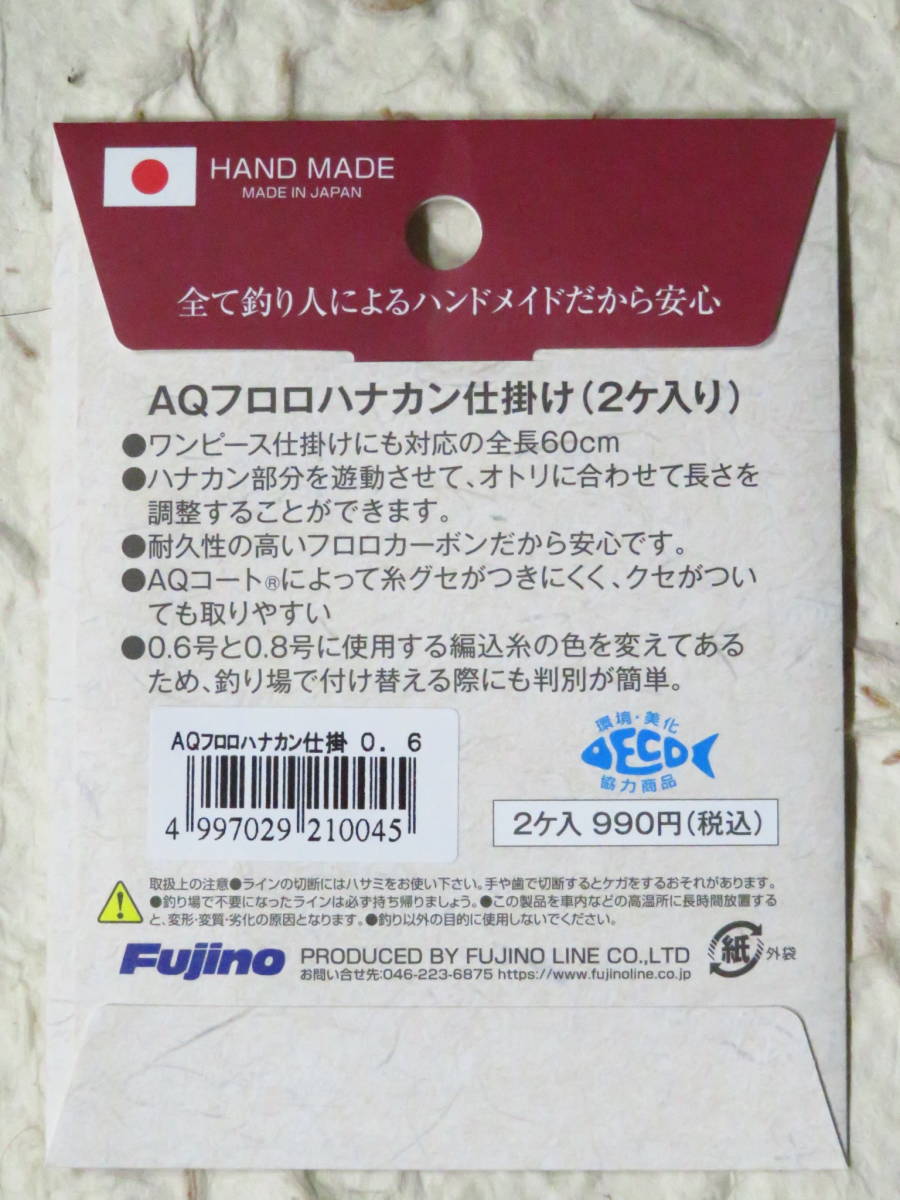 HAND MADE
MADE IN JAPAN
全て釣り人によるハンドメイドだから安心
AQフロロハナカン仕掛け(2ケ入り)
●ワンピース仕掛けにも対応の全長60cm
●ハナカン部分を遊動させて、オトリに合わせて長さを
調整することができます。
●耐久性の高いフロロカーボンだから安心です。
●AQコート®によって糸グセがつきにくく、クセがつい
ても取りやすい
●0.6号と0.8号に使用する編込糸の色を変えてある
ため、釣り場で付け替える際にも判別が簡単。
AQフロロハナカン仕掛 0.6
4 997029 210045
環境・美化
ECO
協力商品
2ケ入 990円(税込)
取扱上の注意●ラインの切断にはハサミをお使い下さい。手や歯で切断するとケガをするおそれがあります。
●釣り場で不要になったラインは必ず持ち帰りましょう。●この製品を車内などの高温所に長時間放置する
と、変形・変質・劣化の原因となります。●釣り以外の目的に使用しないでください。
Fujino
PRODUCED BY FUJINO LINE CO.,LTD
お問い合せ先:046-223-6875 https://www.fujinoline.co.jp
紙
外袋